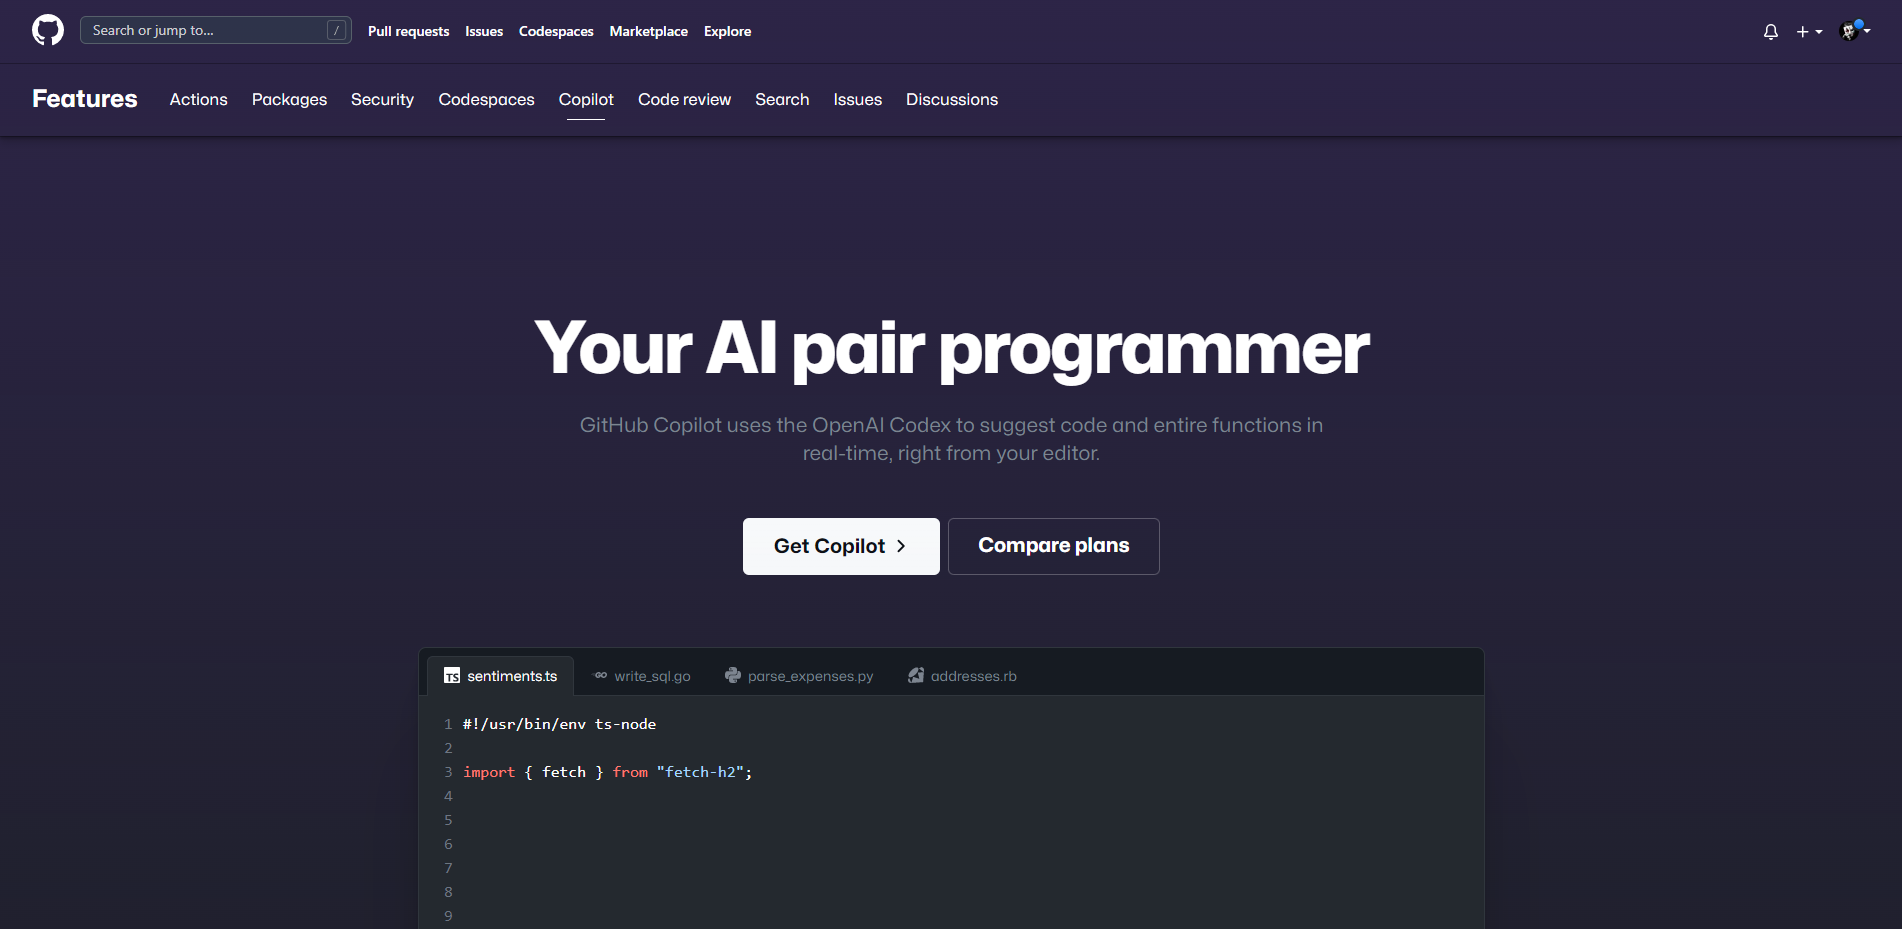 Search or jump to... /
Pull requests Issues Codespaces Marketplace Explore
Features Actions Packages Security Codespaces Copilot Code review Search Issues Discussions
Your AI pair programmer
GitHub Copilot uses the OpenAI Codex to suggest code and entire functions in
real-time, right from your editor.
Get Copilot
Compare plans
TS sentiments.ts GO write_sql.go parse_expenses.py addresses.rb
1 #!/usr/bin/env ts-node
2
3 import { fetch } from "fetch-h2";
4
5
6
7
8
9